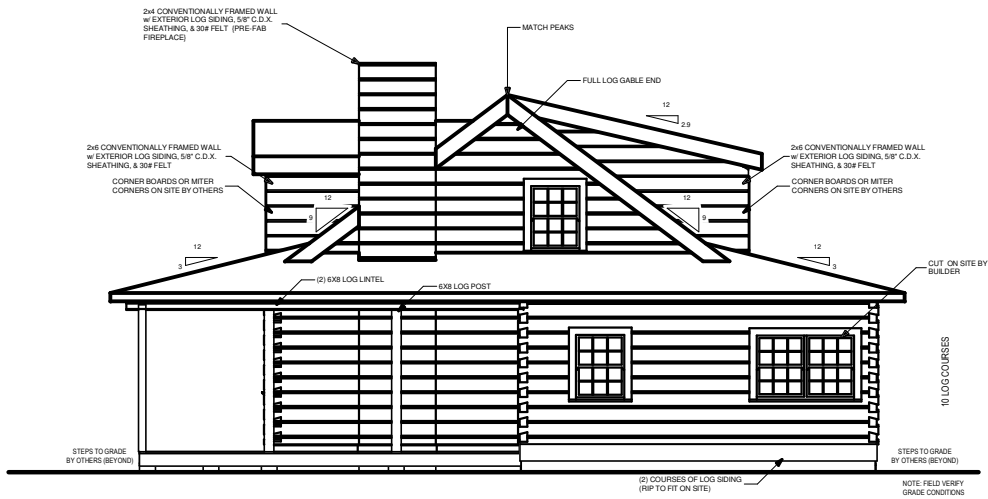 2x4 CONVENTIONALLY FRAMED WALL
w/ EXTERIOR LOG SIDING, 5/8" C.D.X.
SHEATHING, & 30# FELT (PRE-FAB
FIREPLACE)
MATCH PEAKS
FULL LOG GABLE END
12
2.9
2x6 CONVENTIONALLY FRAMED WALL
w/ EXTERIOR LOG SIDING, 5/8" C.D.X.
SHEATHING, & 30# FELT
2x6 CONVENTIONALLY FRAMED WALL
w/ EXTERIOR LOG SIDING, 5/8" C.D.X.
SHEATHING, & 30# FELT
CORNER BOARDS OR MITER
CORNERS ON SITE BY OTHERS
CORNER BOARDS OR MITER
CORNERS ON SITE BY OTHERS
12
9
12
9
12
3
12
3
CUT ON SITE BY
BUILDER
(2) 6X8 LOG LINTEL
6X8 LOG POST
10 LOG COURSES
STEPS TO GRADE
BY OTHERS (BEYOND)
STEPS TO GRADE
BY OTHERS (BEYOND)
(2) COURSES OF LOG SIDING
(RIP TO FIT ON SITE)
NOTE: FIELD VERIFY
GRADE CONDITIONS